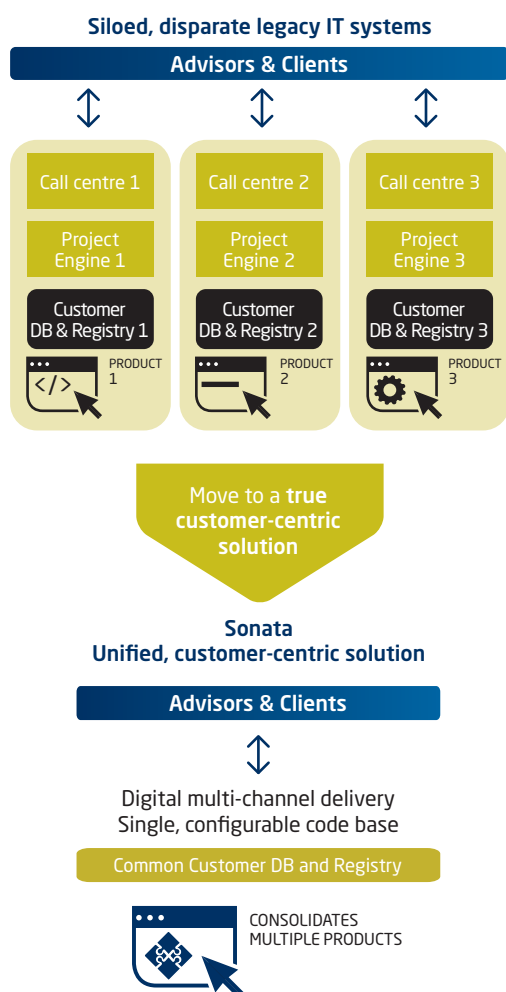 Siloed, disparate legacy IT systems
Advisors & Clients
Call centre 1
Project
Engine 1
Customer
DB & Registry 1
</>
PRODUCT
1
Call centre 2
Project
Engine 2
Customer
DB & Registry 2
PRODUCT
2
Call centre 3
Project
Engine 3
Customer
DB & Registry 3
PRODUCT
3
Move to a true
customer-centric
solution
Sonata
Unified, customer-centric solution
Advisors & Clients
Digital multi-channel delivery
Single, configurable code base
Common Customer DB and Registry
CONSOLIDATES
MULTIPLE PRODUCTS